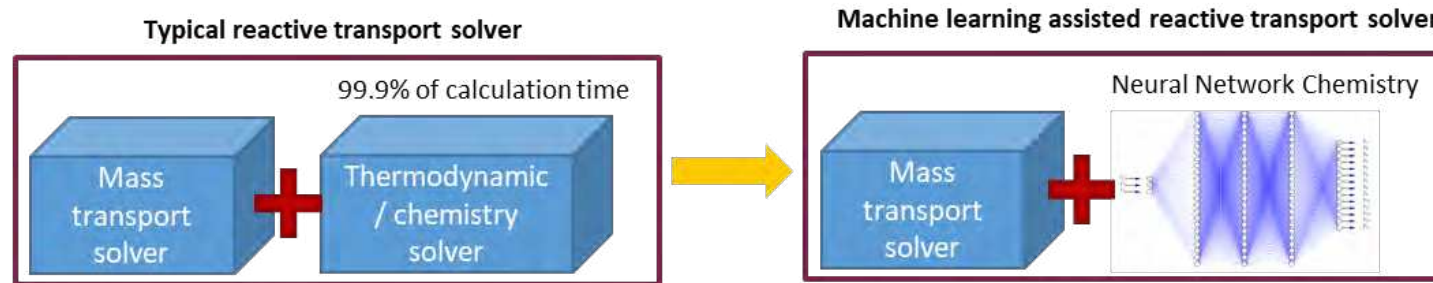 Typical reactive transport solver
99.9% of calculation time
Mass
transport
solver
Thermodynamic
/ chemistry
solver
Machine learning assisted reactive transport solver
Neural Network Chemistry
Mass
transport
solver